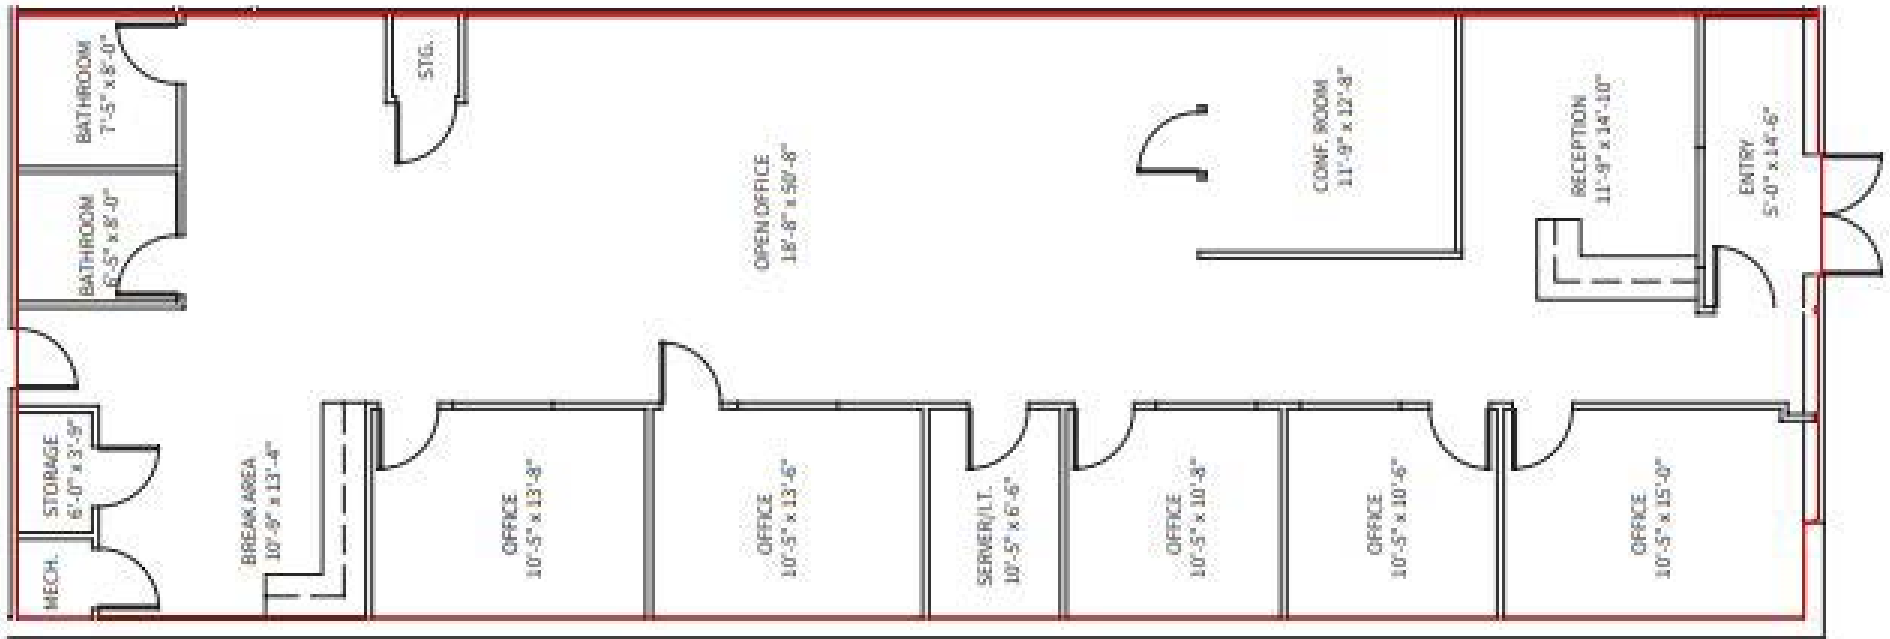 BATHROOM
7'-5" x 8'-0"
STG.
CONF. ROOM
11'-9" x 12'-8"
RECEPTION
11'-9" x 14'-10"
ENTRY
5'-0" x 14'-6"
BATHROOM
6'-5" x 8'-0"
OPEN OFFICE
18'-8" x 50'-8"
STORAGE
6'-0" x 3'-9"
MECH.
BREAK AREA
10'-9" x 13'-4"
OFFICE
10'-5" x 13'-8"
OFFICE
10'-5" x 13'-6"
SERVER/LT.
10'-5" x 6'-6"
OFFICE
10'-5" x 10'-8"
OFFICE
10'-5" x 10'-6"
OFFICE
10'-5" x 15'-0"